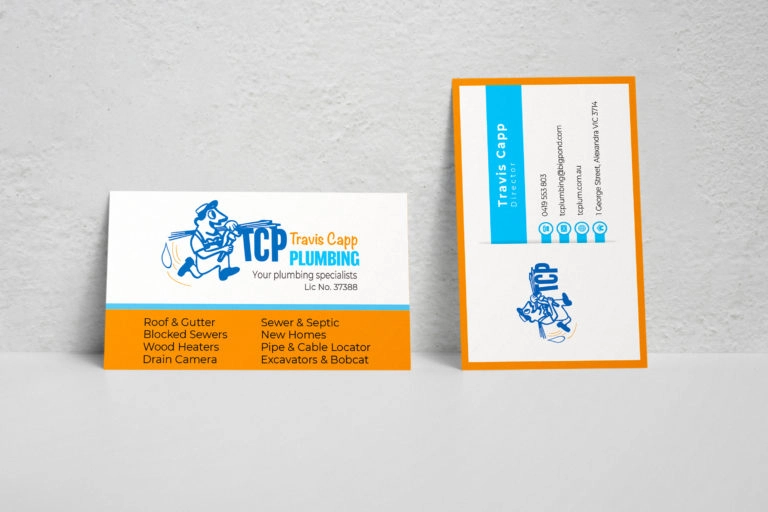 TCP Travis Capp
PLUMBING
Your plumbing specialists
Lic No. 37388
Roof & Gutter
Blocked Sewers
Wood Heaters
Drain Camera
Sewer & Septic
New Homes
Pipe & Cable Locator
Excavators & Bobcat
Travis Capp
Director
0419 553 803
tcplumbing@bigpond.com
tcplum.com.au
1 George Street, Alexandra VIC 3714
TCP